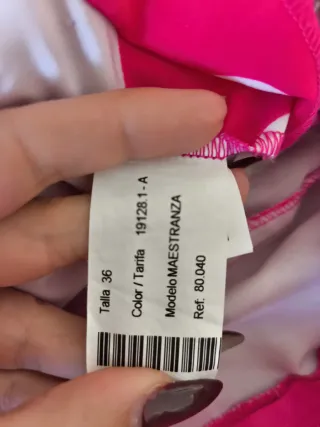 Talla 36
Color / Tarifa 19128.1 - A
Modelo MAESTRANZA
Ref: 80.040